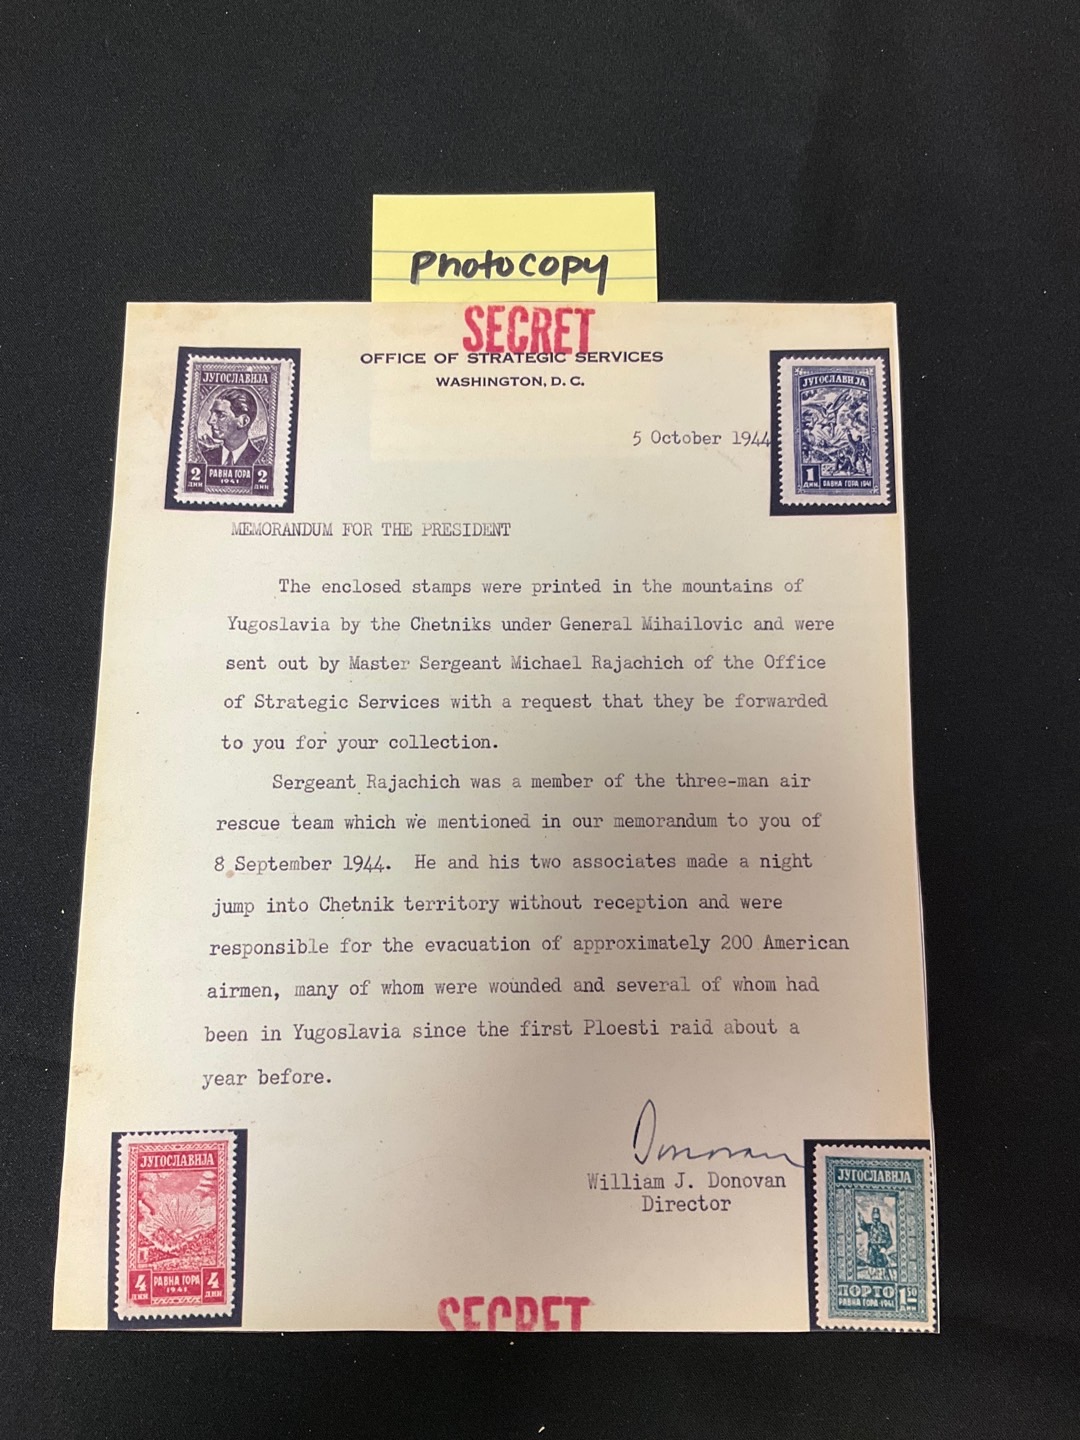 Photocopy
SECRET
OFFICE OF STRATEGIC SERVICES
WASHINGTON, D. C.
ЈУГОСЛАВИЈА
2 ДИН РАВНА ГОРА 1941 2 ДИН
ЈУГОСЛАВИЈА
1 ДИН. РАВНА ГОРА 1941
5 October 1944
MEMORANDUM FOR THE PRESIDENT
The enclosed stamps were printed in the mountains of
Yugoslavia by the Chetniks under General Mihailovic and were
sent out by Master Sergeant Michael Rajachich of the Office
of Strategic Services with a request that they be forwarded
to you for your collection.
Sergeant Rajachich was a member of the three-man air
rescue team which we mentioned in our memorandum to you of
8 September 1944. He and his two associates made a night
jump into Chetnik territory without reception and were
responsible for the evacuation of approximately 200 American
airmen, many of whom were wounded and several of whom had
been in Yugoslavia since the first Ploesti raid about a
year before.
Donovan
William J. Donovan
Director
ЈУГОСЛАВИЈА
4 ДИН РАВНА ГОРА 1941 4 ДИН
ЈУГОСЛАВИЈА
ПОРТО 1 50
РАВНА ГОРА 1941
SECRET